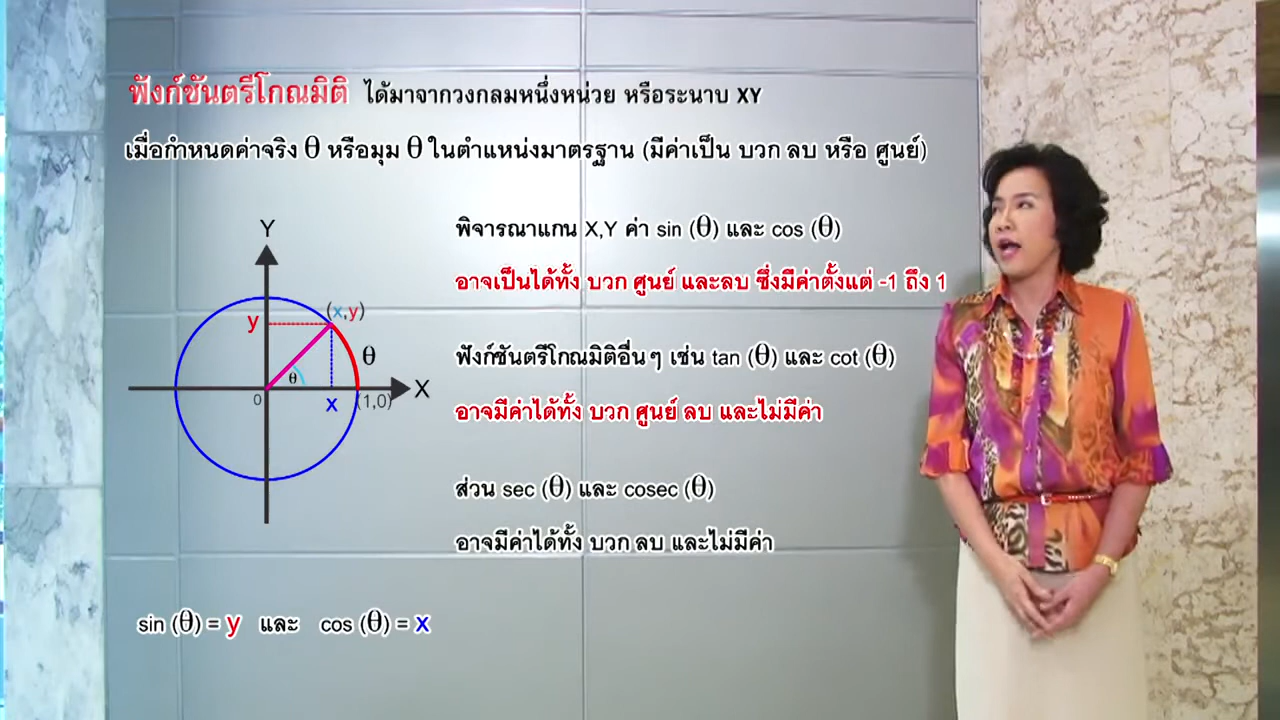 ฟังก์ชันตรีโกณมิติ ได้มาจากวงกลมหนึ่งหน่วย หรือระนาบ XY
เมื่อกำหนดค่าจริง θ หรือมุม θ ในตำแหน่งมาตรฐาน (มีค่าเป็น บวก ลบ หรือ ศูนย์)
พิจารณาแกน X,Y ค่า sin (θ) และ cos (θ)
อาจเป็นได้ทั้ง บวก ศูนย์ และลบ ซึ่งมีค่าตั้งแต่ -1 ถึง 1
ฟังก์ชันตรีโกณมิติอื่นๆ เช่น tan (θ) และ cot (θ)
อาจมีค่าได้ทั้ง บวก ศูนย์ ลบ และไม่มีค่า
ส่วน sec (θ) และ cosec (θ)
อาจมีค่าได้ทั้ง บวก ลบ และไม่มีค่า
Y
(x,y)
y
θ
θ
X
0
x
(1,0)
sin (θ) = y และ cos (θ) = x